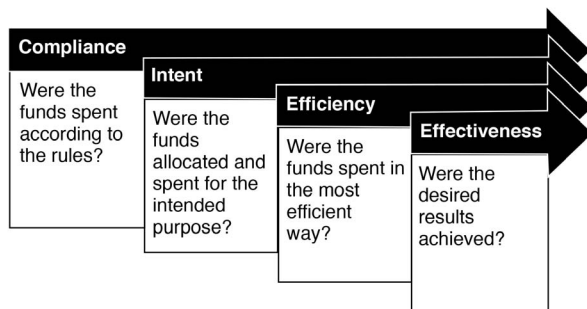 Compliance
Were the
funds spent
according to
the rules?
Intent
Were the
funds
allocated and
spent for the
intended
purpose?
Efficiency
Were the
funds spent in
the most
efficient
way?
Effectiveness
Were the
desired
results
achieved?